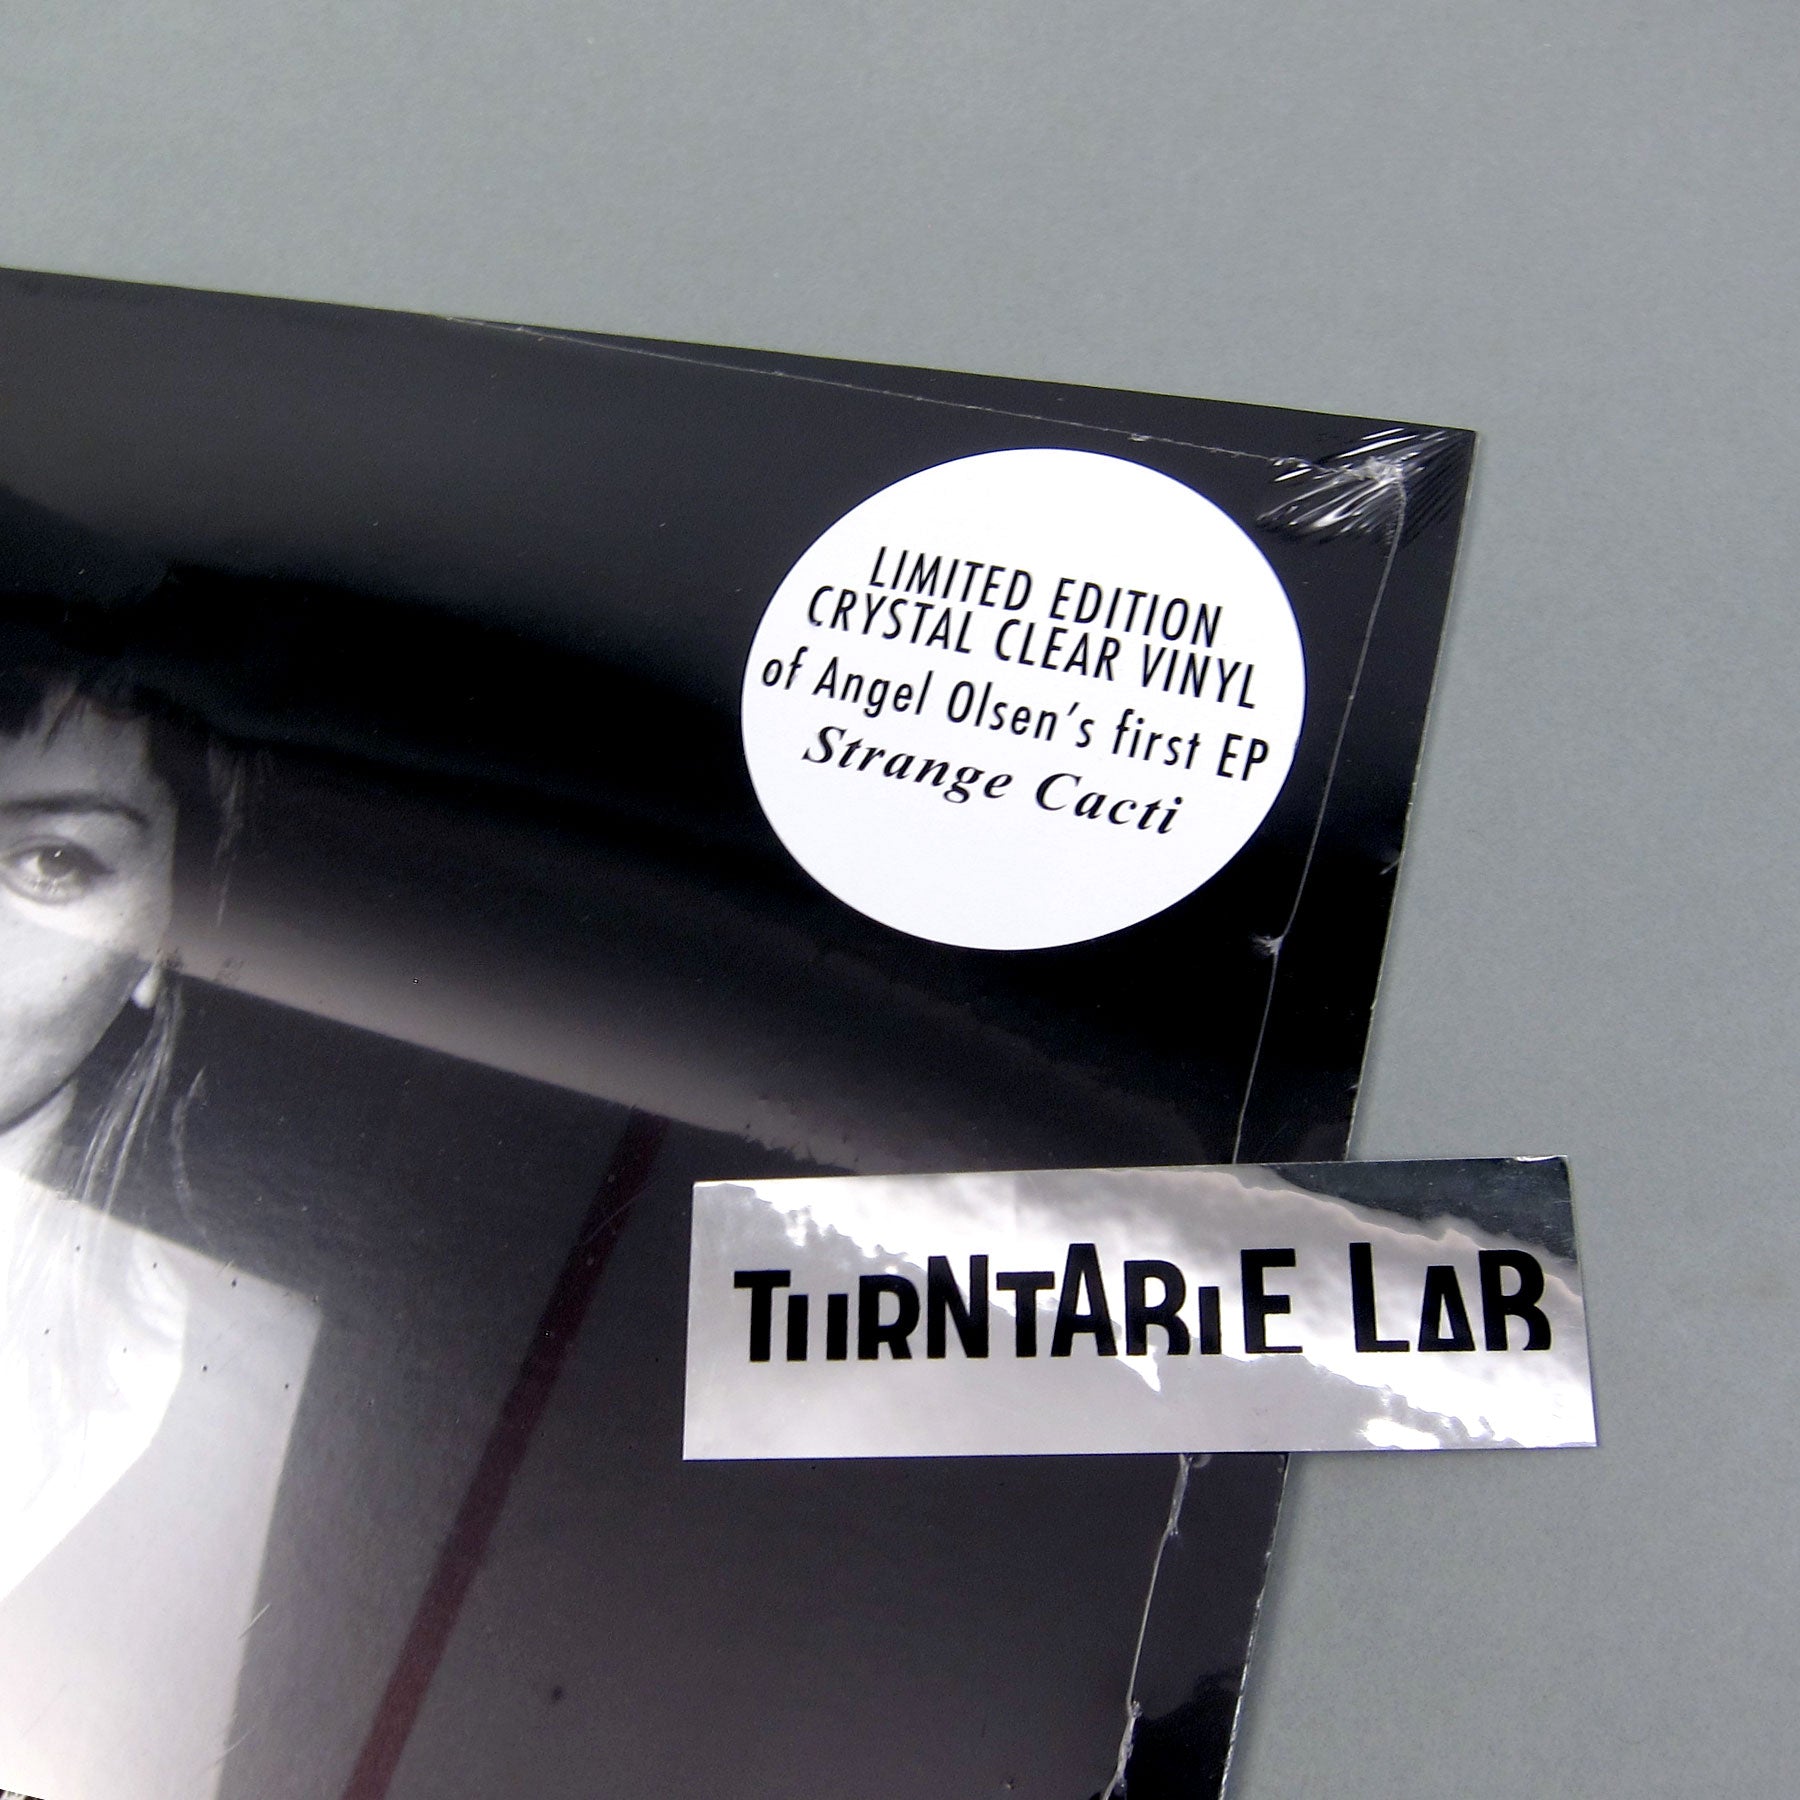 LIMITED EDITION
CRYSTAL CLEAR VINYL
of Angel Olsen's first EP
Strange Cacti
TURNTABLE LAB